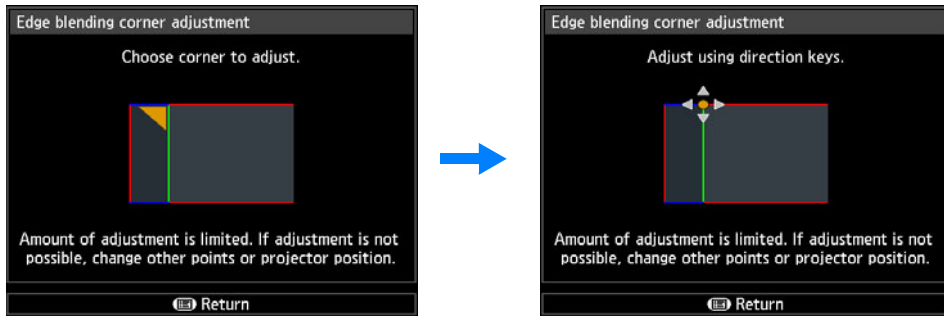 Edge blending corner adjustment
Choose corner to adjust.
Amount of adjustment is limited. If adjustment is not
possible, change other points or projector position.
Return
Edge blending corner adjustment
Adjust using direction keys.
Amount of adjustment is limited. If adjustment is not
possible, change other points or projector position.
Return